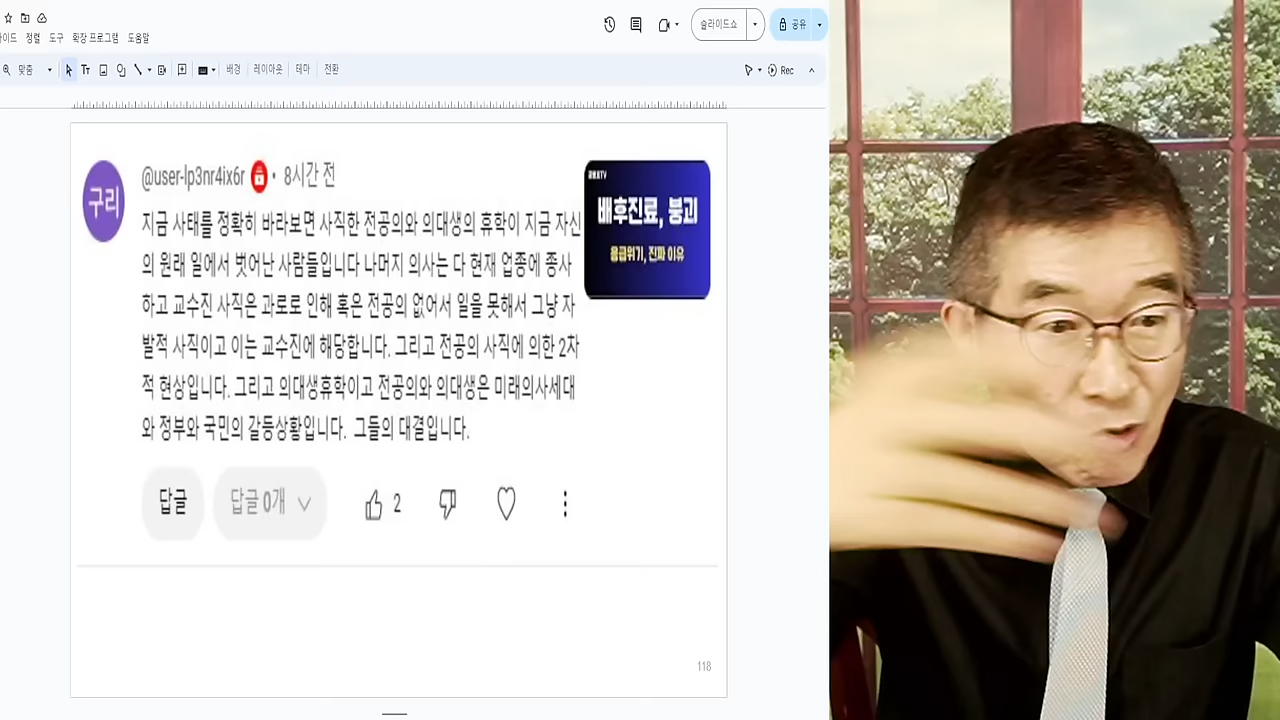 슬라이드쇼
공유
정렬 도구 확장 프로그램 도움말
맞춤
배경 레이아웃 테마 전환
Rec
@user-lp3nr4ix6r · 8시간 전
구리
지금 사태를 정확히 바라보면 사직한 전공의와 의대생의 휴학이 지금 자신
의 원래 일에서 벗어난 사람들입니다 나머지 의사는 다 현재 업종에 종사
하고 교수진 사직은 과로로 인해 혹은 전공의 없어서 일을 못해서 그냥 자
발적 사직이고 이는 교수진에 해당합니다. 그리고 전공의 사직에 의한 2차
적 현상입니다. 그리고 의대생휴학이고 전공의와 의대생은 미래의사세대
와 정부와 국민의 갈등상황입니다. 그들의 대결입니다.
배후진료, 붕괴
응급위기, 진짜 이유
답글
답글 0개
2
118